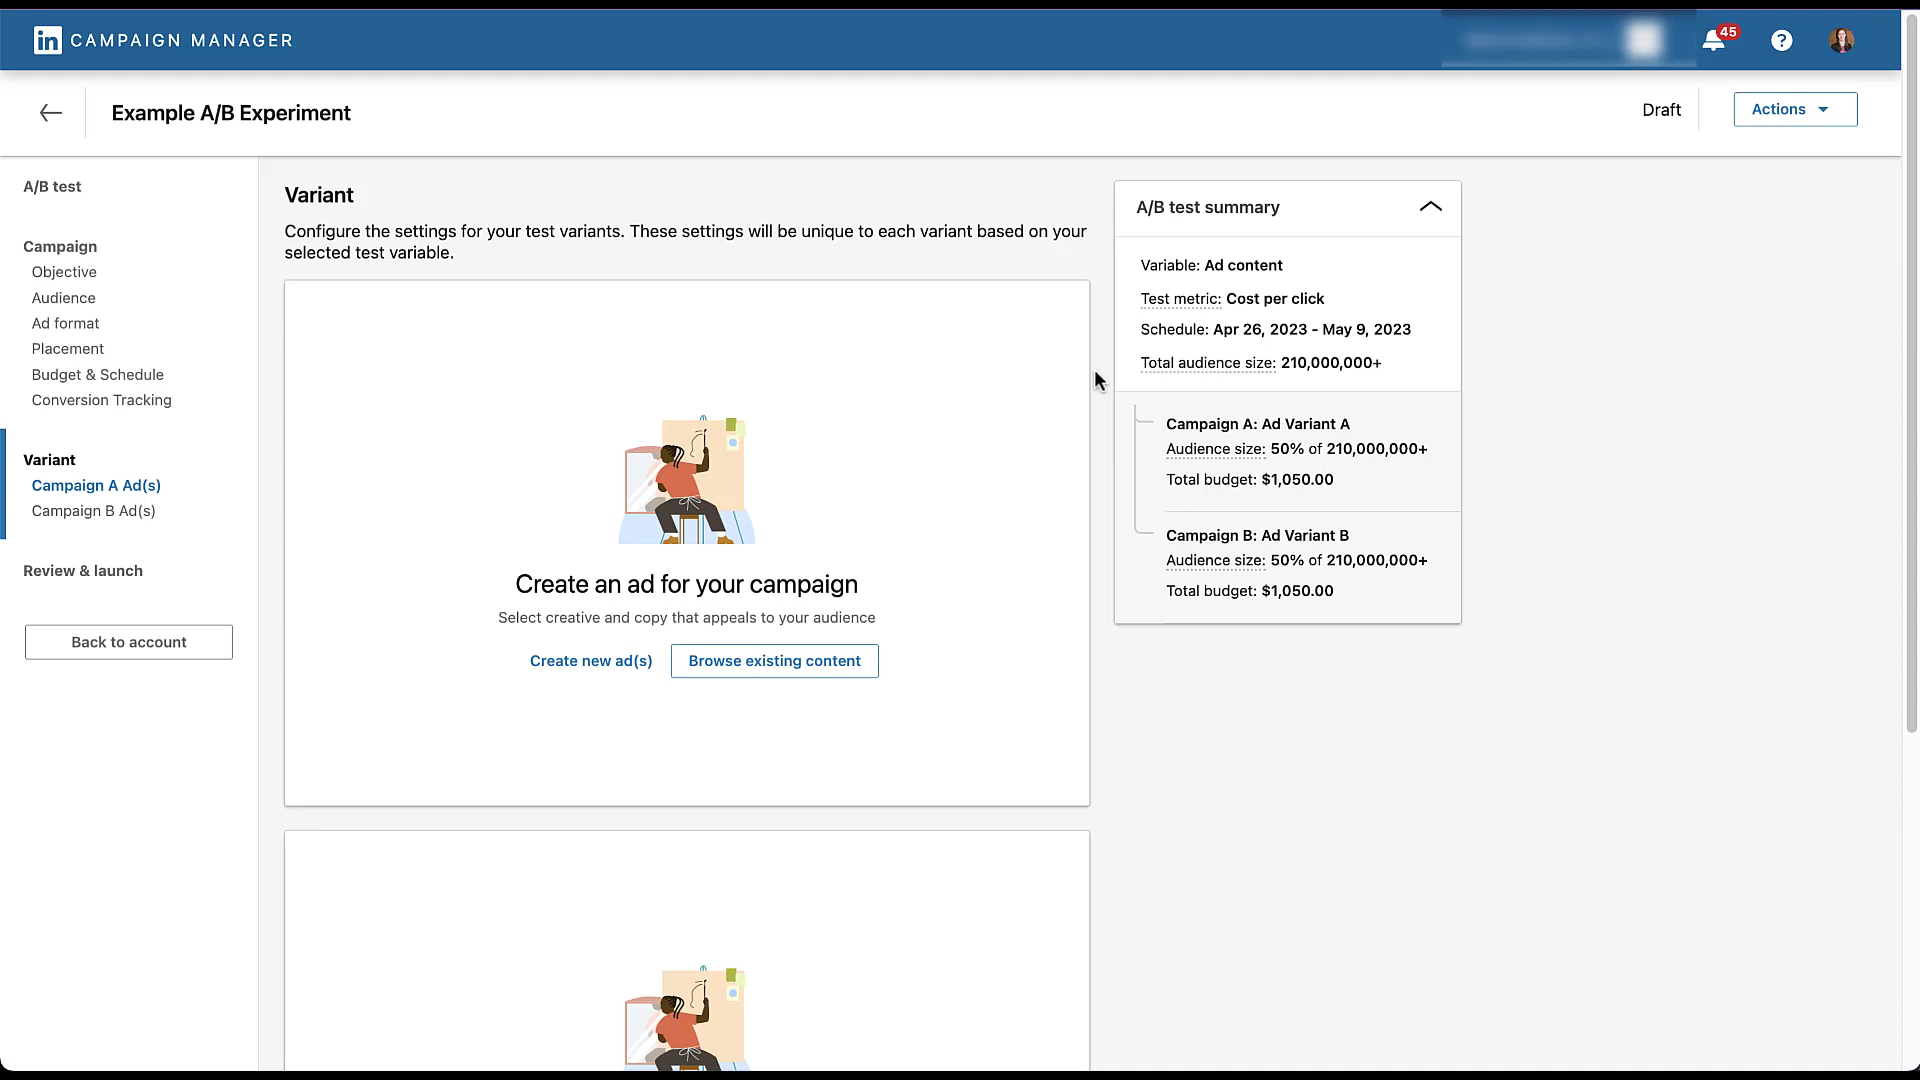 in CAMPAIGN MANAGER
45
?
Example A/B Experiment
Draft
Actions
A/B test
Campaign
Objective
Audience
Ad format
Placement
Budget & Schedule
Conversion Tracking
Variant
Campaign A Ad(s)
Campaign B Ad(s)
Review & launch
Back to account
Variant
Configure the settings for your test variants. These settings will be unique to each variant based on your
selected test variable.
Create an ad for your campaign
Select creative and copy that appeals to your audience
Create new ad(s)
Browse existing content
A/B test summary
Variable: Ad content
Test metric: Cost per click
Schedule: Apr 26, 2023 - May 9, 2023
Total audience size: 210,000,000+
Campaign A: Ad Variant A
Audience size: 50% of 210,000,000+
Total budget: $1,050.00
Campaign B: Ad Variant B
Audience size: 50% of 210,000,000+
Total budget: $1,050.00